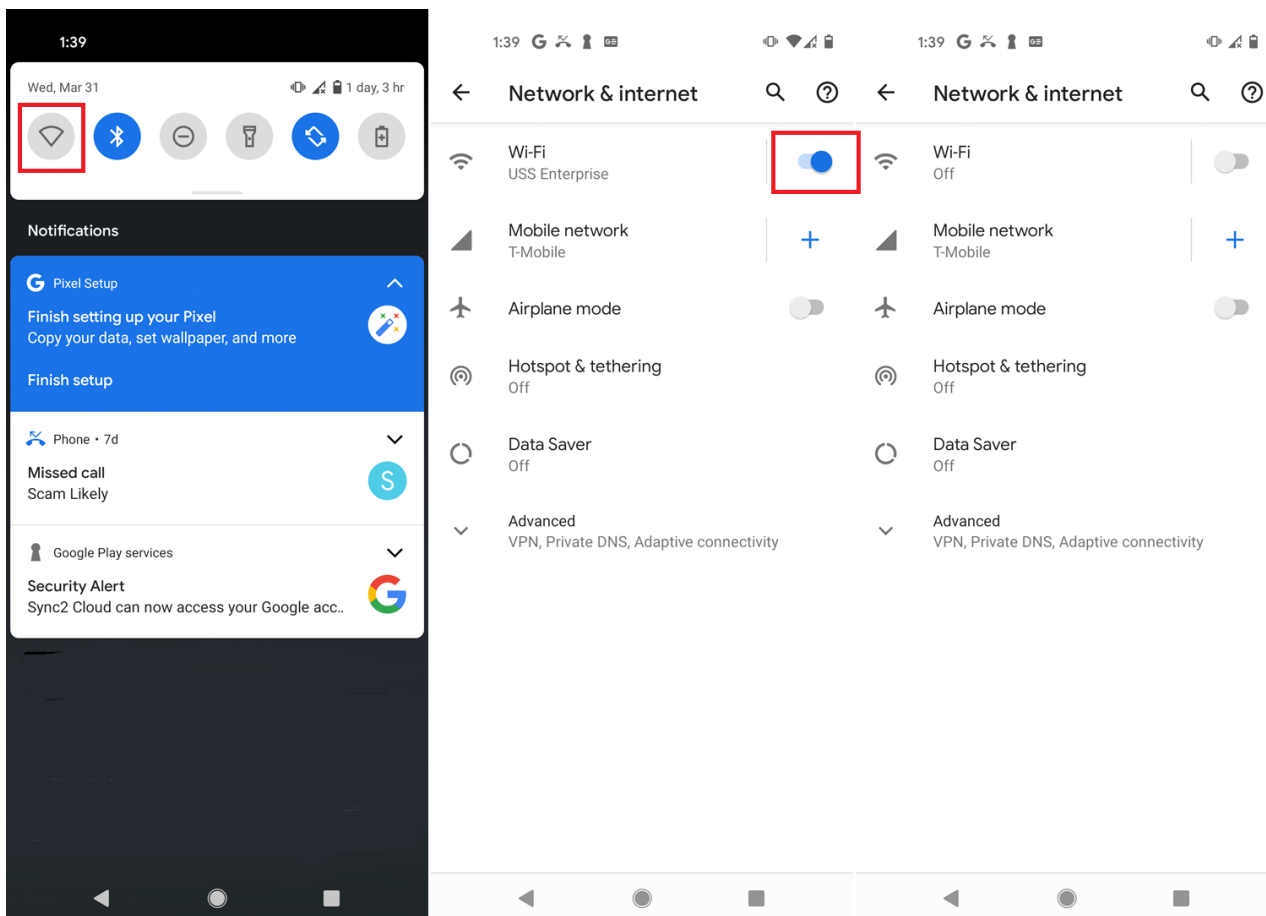 1:39
Wed, Mar 31
1 day, 3 hr
Notifications
G Pixel Setup
Finish setting up your Pixel
Copy your data, set wallpaper, and more
Finish setup
Phone • 7d
Missed call
Scam Likely
S
Google Play services
Security Alert
Sync2 Cloud can now access your Google acc..
G
1:39 G GE
Network & internet
Wi-Fi
USS Enterprise
Mobile network
T-Mobile
Airplane mode
Hotspot & tethering
Off
Data Saver
Off
Advanced
VPN, Private DNS, Adaptive connectivity
1:39 G GE
Network & internet
Wi-Fi
Off
Mobile network
T-Mobile
Airplane mode
Hotspot & tethering
Off
Data Saver
Off
Advanced
VPN, Private DNS, Adaptive connectivity